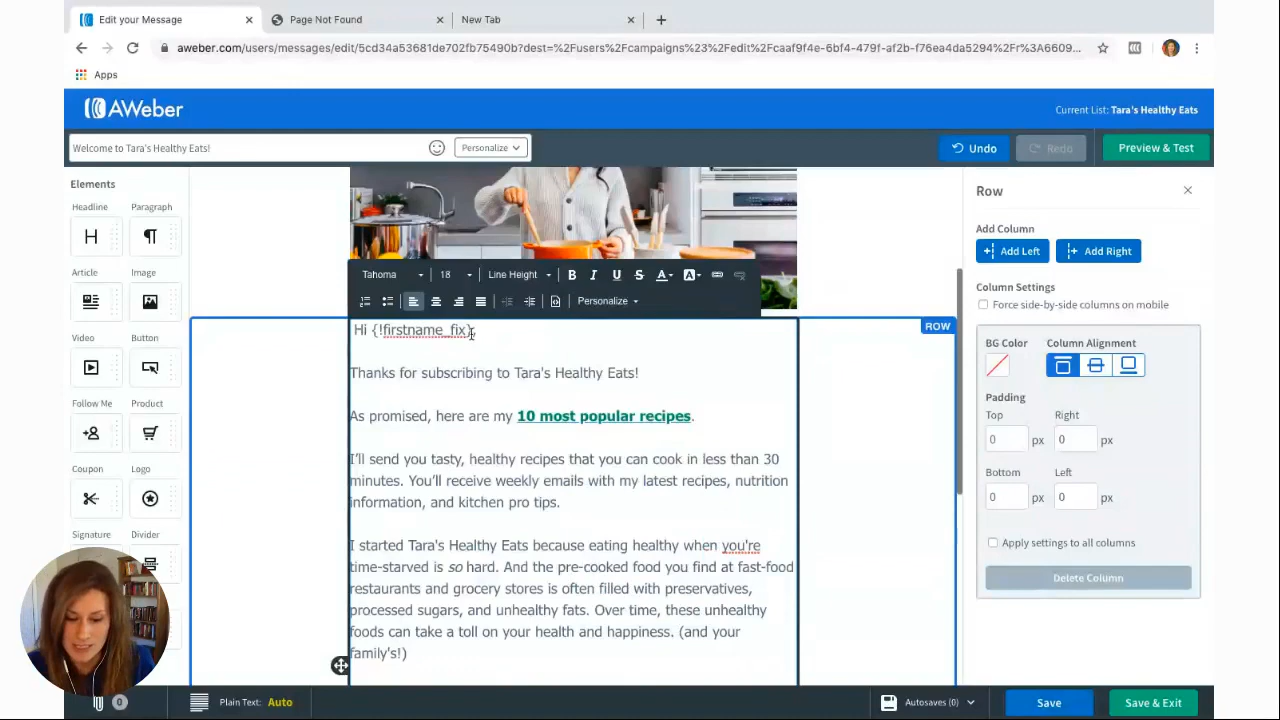 Edit your Message
Page Not Found
New Tab
aweber.com/users/messages/edit/5cd34a53681de702fb75490b?dest=%2Fusers%2Fcampaigns%23%2Fedit%2Fcaaf9f4e-6bf4-479f-af2b-f76ea4da5294%2Fr%3A6609...
Apps
AWeber
Current List: Tara's Healthy Eats
Welcome to Tara's Healthy Eats!
Personalize
Undo
Redo
Preview & Test
Elements
Headline
Paragraph
Article
Image
Video
Button
Follow Me
Product
Coupon
Logo
Signature
Divider
Tahoma
18
Line Height
Personalize
ROW
Hi {!firstname_fix}
Thanks for subscribing to Tara's Healthy Eats!
As promised, here are my 10 most popular recipes.
I'll send you tasty, healthy recipes that you can cook in less than 30
minutes. You'll receive weekly emails with my latest recipes, nutrition
information, and kitchen pro tips.
I started Tara's Healthy Eats because eating healthy when you're
time-starved is so hard. And the pre-cooked food you find at fast-food
restaurants and grocery stores is often filled with preservatives,
processed sugars, and unhealthy fats. Over time, these unhealthy
foods can take a toll on your health and happiness. (and your
family's!)
Row
Add Column
Add Left
Add Right
Column Settings
Force side-by-side columns on mobile
BG Color
Column Alignment
Padding
Top
Right
0 px
0 px
Bottom
Left
0 px
0 px
Apply settings to all columns
Delete Column
0
Plain Text: Auto
Autosaves (0)
Save
Save & Exit